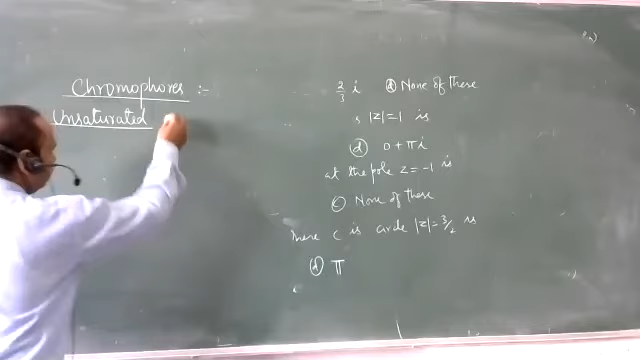 Chromophores :-
Unsaturated
2/3 i (d) None of these
, |z|=1 is
(d) 0+πi
at the pole z=-1 is
(c) None of these
here C is circle |z|=3/2 is
(d) π